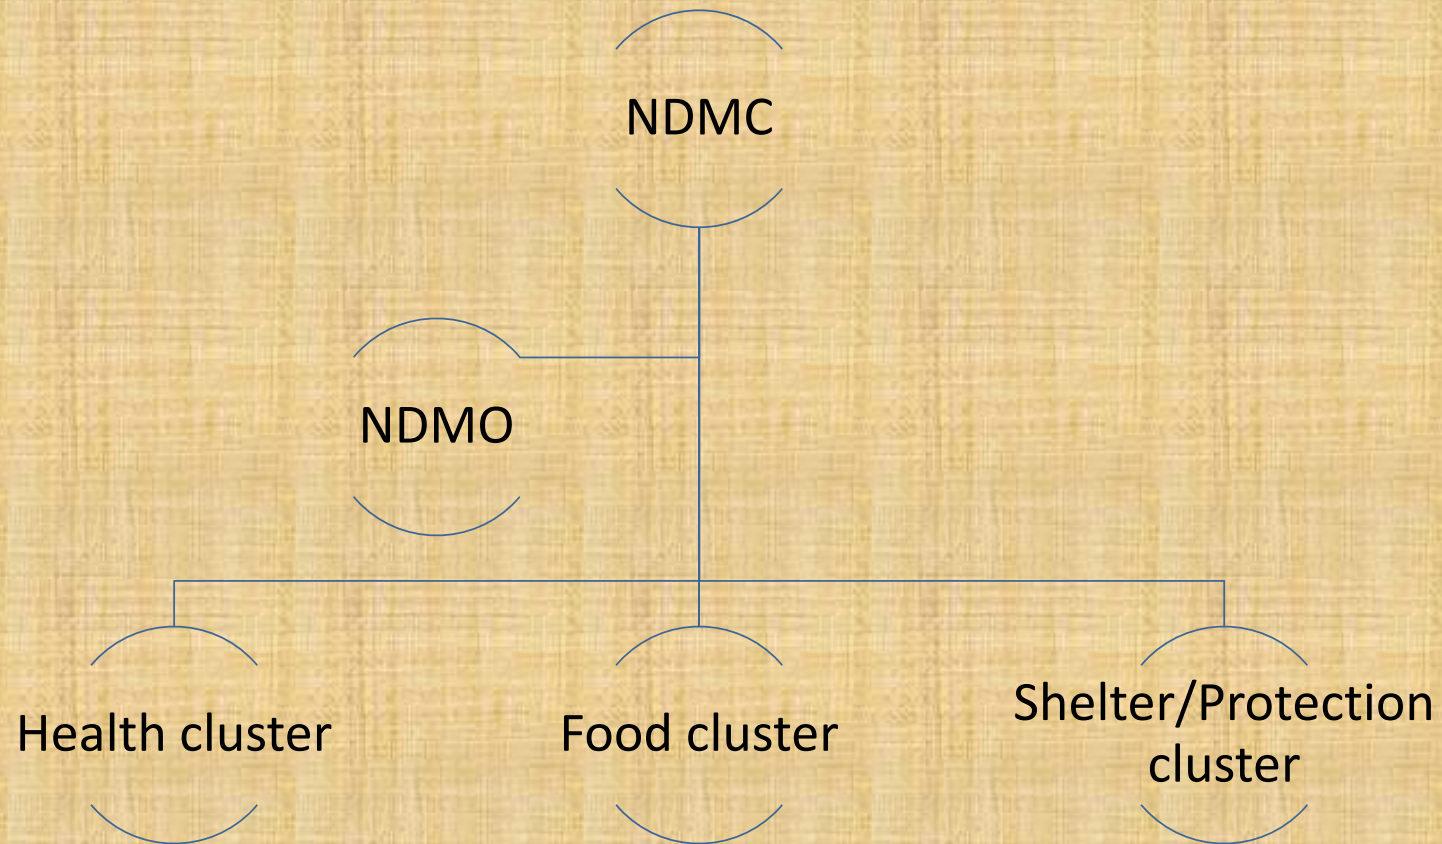 NDMC
NDMO
Health cluster
Food cluster
Shelter/Protection
cluster